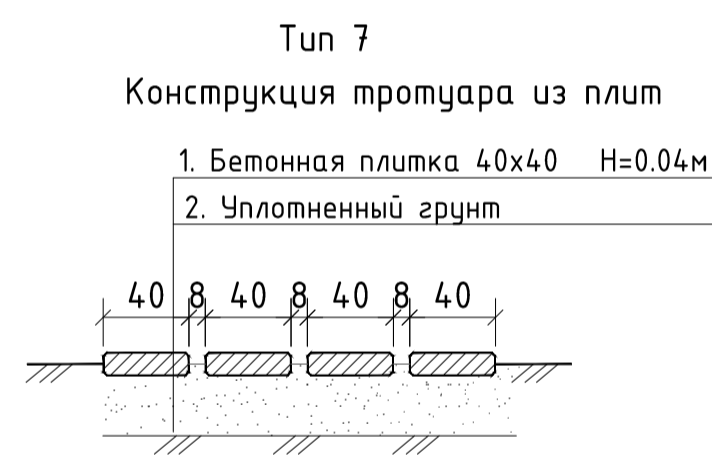 Тип 7
Конструкция тротуара из плит
1. Бетонная плитка 40х40 Н=0.04м
2. Уплотненный грунт
40 8 40 8 40 8 40